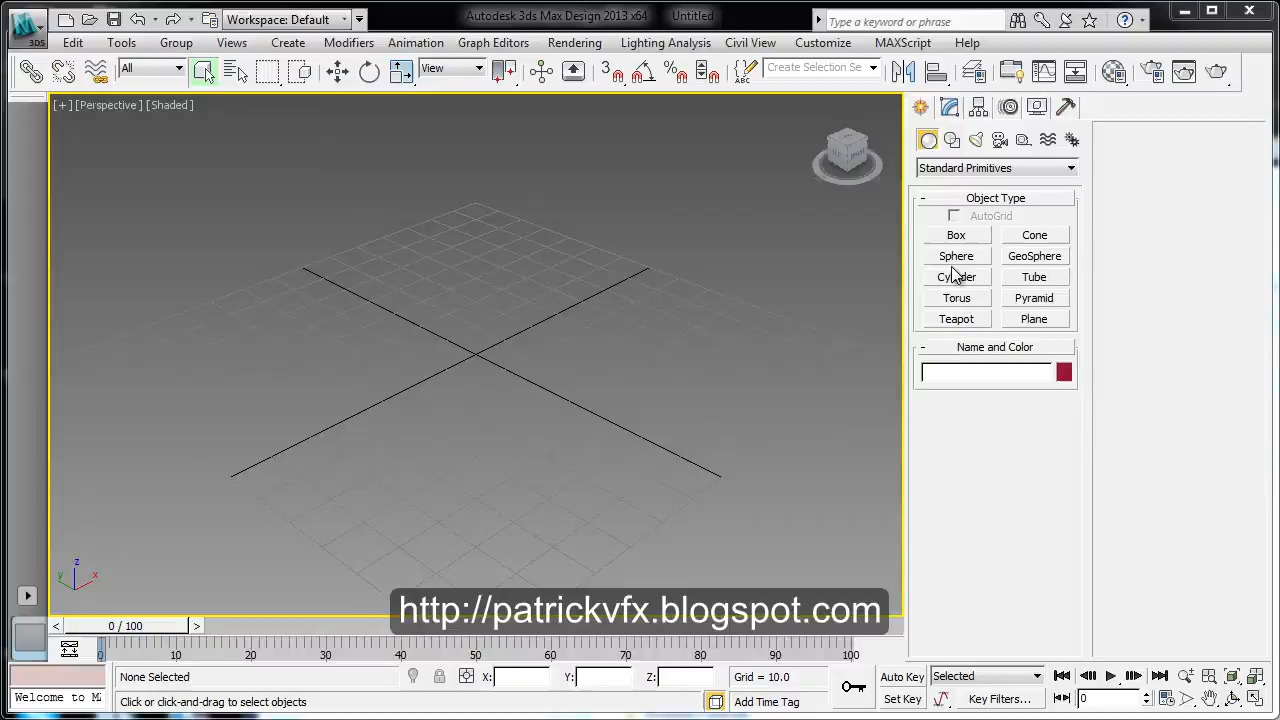 Workspace: Default
Autodesk 3ds Max Design 2013 x64 Untitled
Type a keyword or phrase
3DS
Edit Tools Group Views Create Modifiers Animation Graph Editors Rendering Lighting Analysis Civil View Customize MAXScript Help
All
View
3
Create Selection Se
[+] [Perspective] [Shaded]
Standard Primitives
- Object Type
AutoGrid
Box Cone
Sphere GeoSphere
Cylinder Tube
Torus Pyramid
Teapot Plane
- Name and Color
z
y
x
http://patrickvfx.blogspot.com
< 0 / 100 >
0 10 20 30 40 50 60 70 80 90 100
None Selected
X: Y: Z: Grid = 10.0
Auto Key Selected
Welcome to M
Click or click-and-drag to select objects
Add Time Tag
Set Key Key Filters... 0